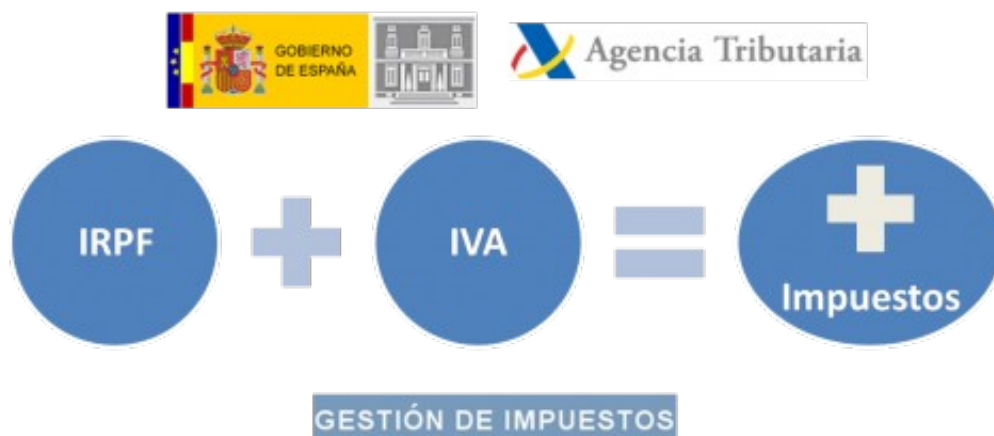 GOBIERNO
DE ESPAÑA
Agencia Tributaria
IRPF
IVA
Impuestos
GESTIÓN DE IMPUESTOS